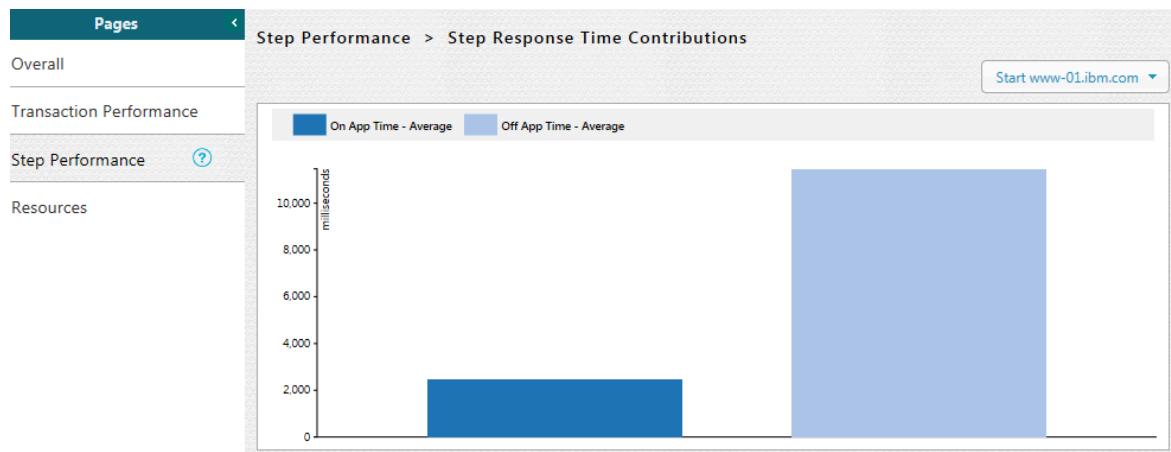 Pages
Overall
Transaction Performance
Step Performance ?
Resources
Step Performance > Step Response Time Contributions
Start www-01.ibm.com
On App Time - Average Off App Time - Average
milliseconds
10,000
8,000
6,000
4,000
2,000
0